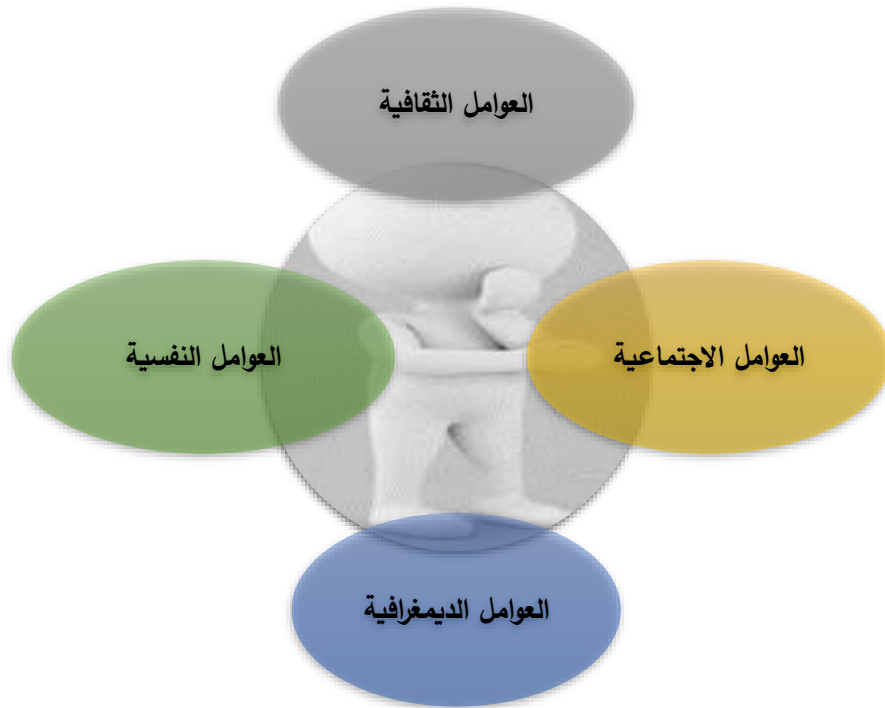 العوامل الثقافية
العوامل الاجتماعية
العوامل النفسية
العوامل الديمغرافية